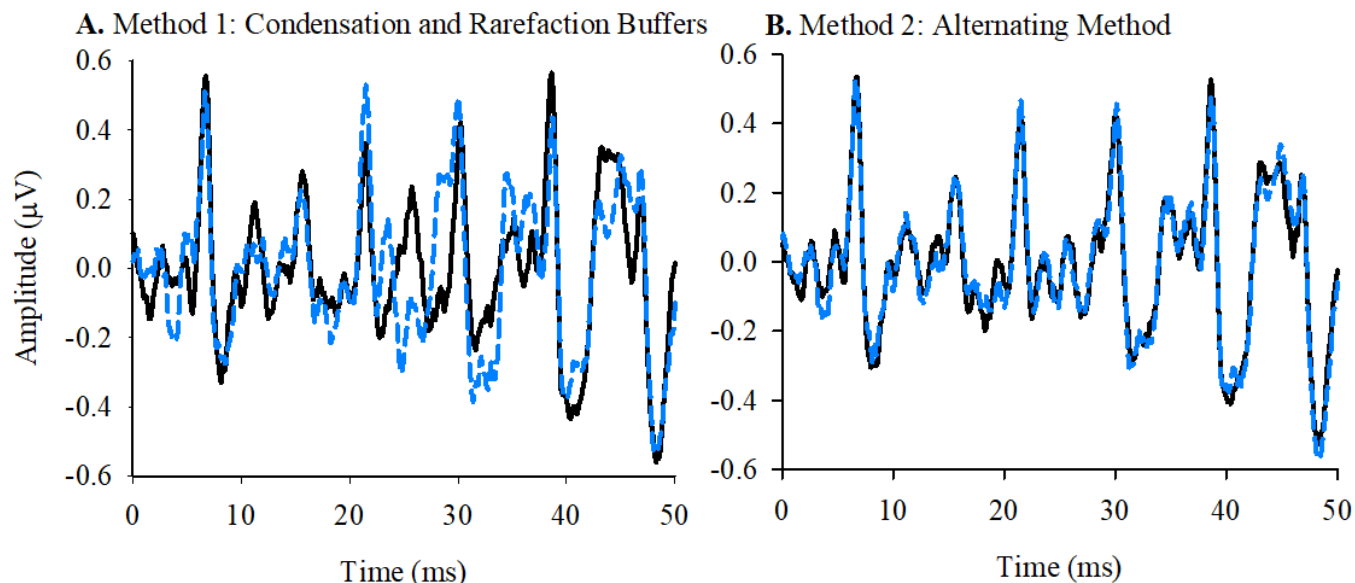 A. Method 1: Condensation and Rarefaction Buffers
B. Method 2: Alternating Method
Amplitude (µV)
0.6
0.4
0.2
0.0
-0.2
-0.4
-0.6
0 10 20 30 40 50
Time (ms)
0.6
0.4
0.2
0.0
-0.2
-0.4
-0.6
0 10 20 30 40 50
Time (ms)